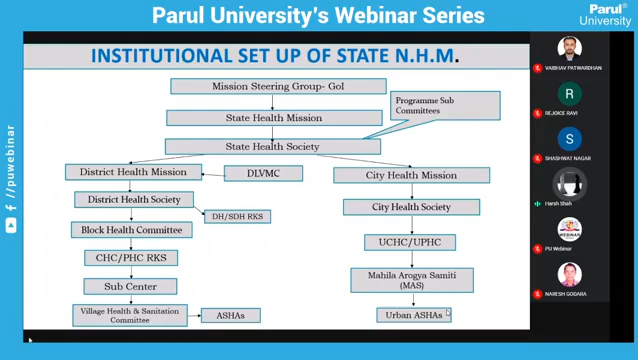 Parul University's Webinar Series
Parul®
University
INSTITUTIONAL SET UP OF STATE N.H.M.
Mission Steering Group- GoI
State Health Mission
Programme Sub
Committees
State Health Society
District Health Mission
DLVMC
City Health Mission
District Health Society
City Health Society
DH/SDH RKS
Block Health Committee
UCHC/UPHC
CHC/PHC RKS
Mahila Arogya Samiti
(MAS)
Sub Center
Village Health & Sanitation
Committee
ASHAs
Urban ASHAs
VAIBHAV PATWARDHAN
R
REJOICE RAVI
S
SHASHWAT NAGAR
Harsh Shah
WEBINAR
PU Webinar
NARESH GODARA
/puwebinar